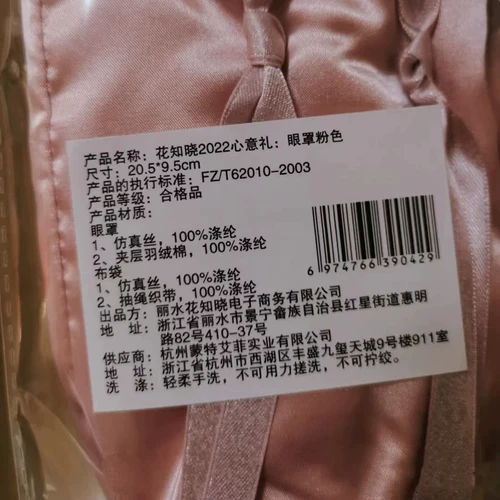 产品名称：花知晓2022心意礼：眼罩粉色
尺寸：20.5*9.5cm
产品的执行标准：FZ/T62010-2003
产品等级：合格品
产品材质：
眼罩
1、仿真丝，100%涤纶
2、夹层羽绒棉，100%涤纶
布袋
1、仿真丝，100%涤纶
2、抽绳织带，100%涤纶
出品方：丽水花知晓电子商务有限公司
地址：浙江省丽水市景宁畲族自治县红星街道惠明
路82号410-37号
供应商：杭州蒙特艾菲实业有限公司
地址：浙江省杭州市西湖区丰盛九玺天城9号楼911室
洗涤：轻柔手洗，不可用力搓洗，不可拧绞。
6 974766 390429